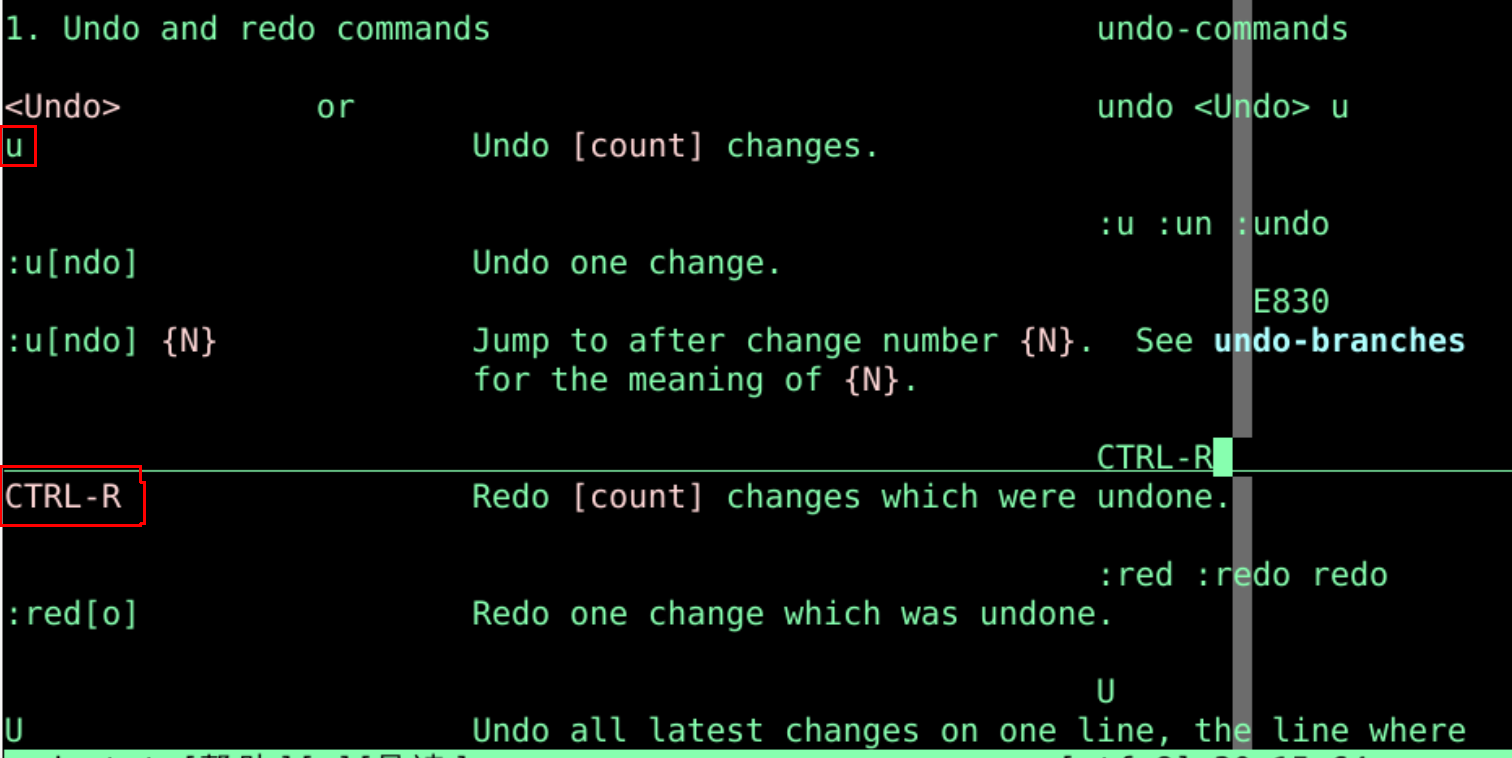 1. Undo and redo commands undo-commands
<Undo> or undo <Undo> u
u Undo [count] changes.
:u :un :undo
:u[ndo] Undo one change.
E830
:u[ndo] {N} Jump to after change number {N}. See undo-branches
for the meaning of {N}.
CTRL-R
CTRL-R Redo [count] changes which were undone.
:red :redo redo
:red[o] Redo one change which was undone.
U
U Undo all latest changes on one line, the line where